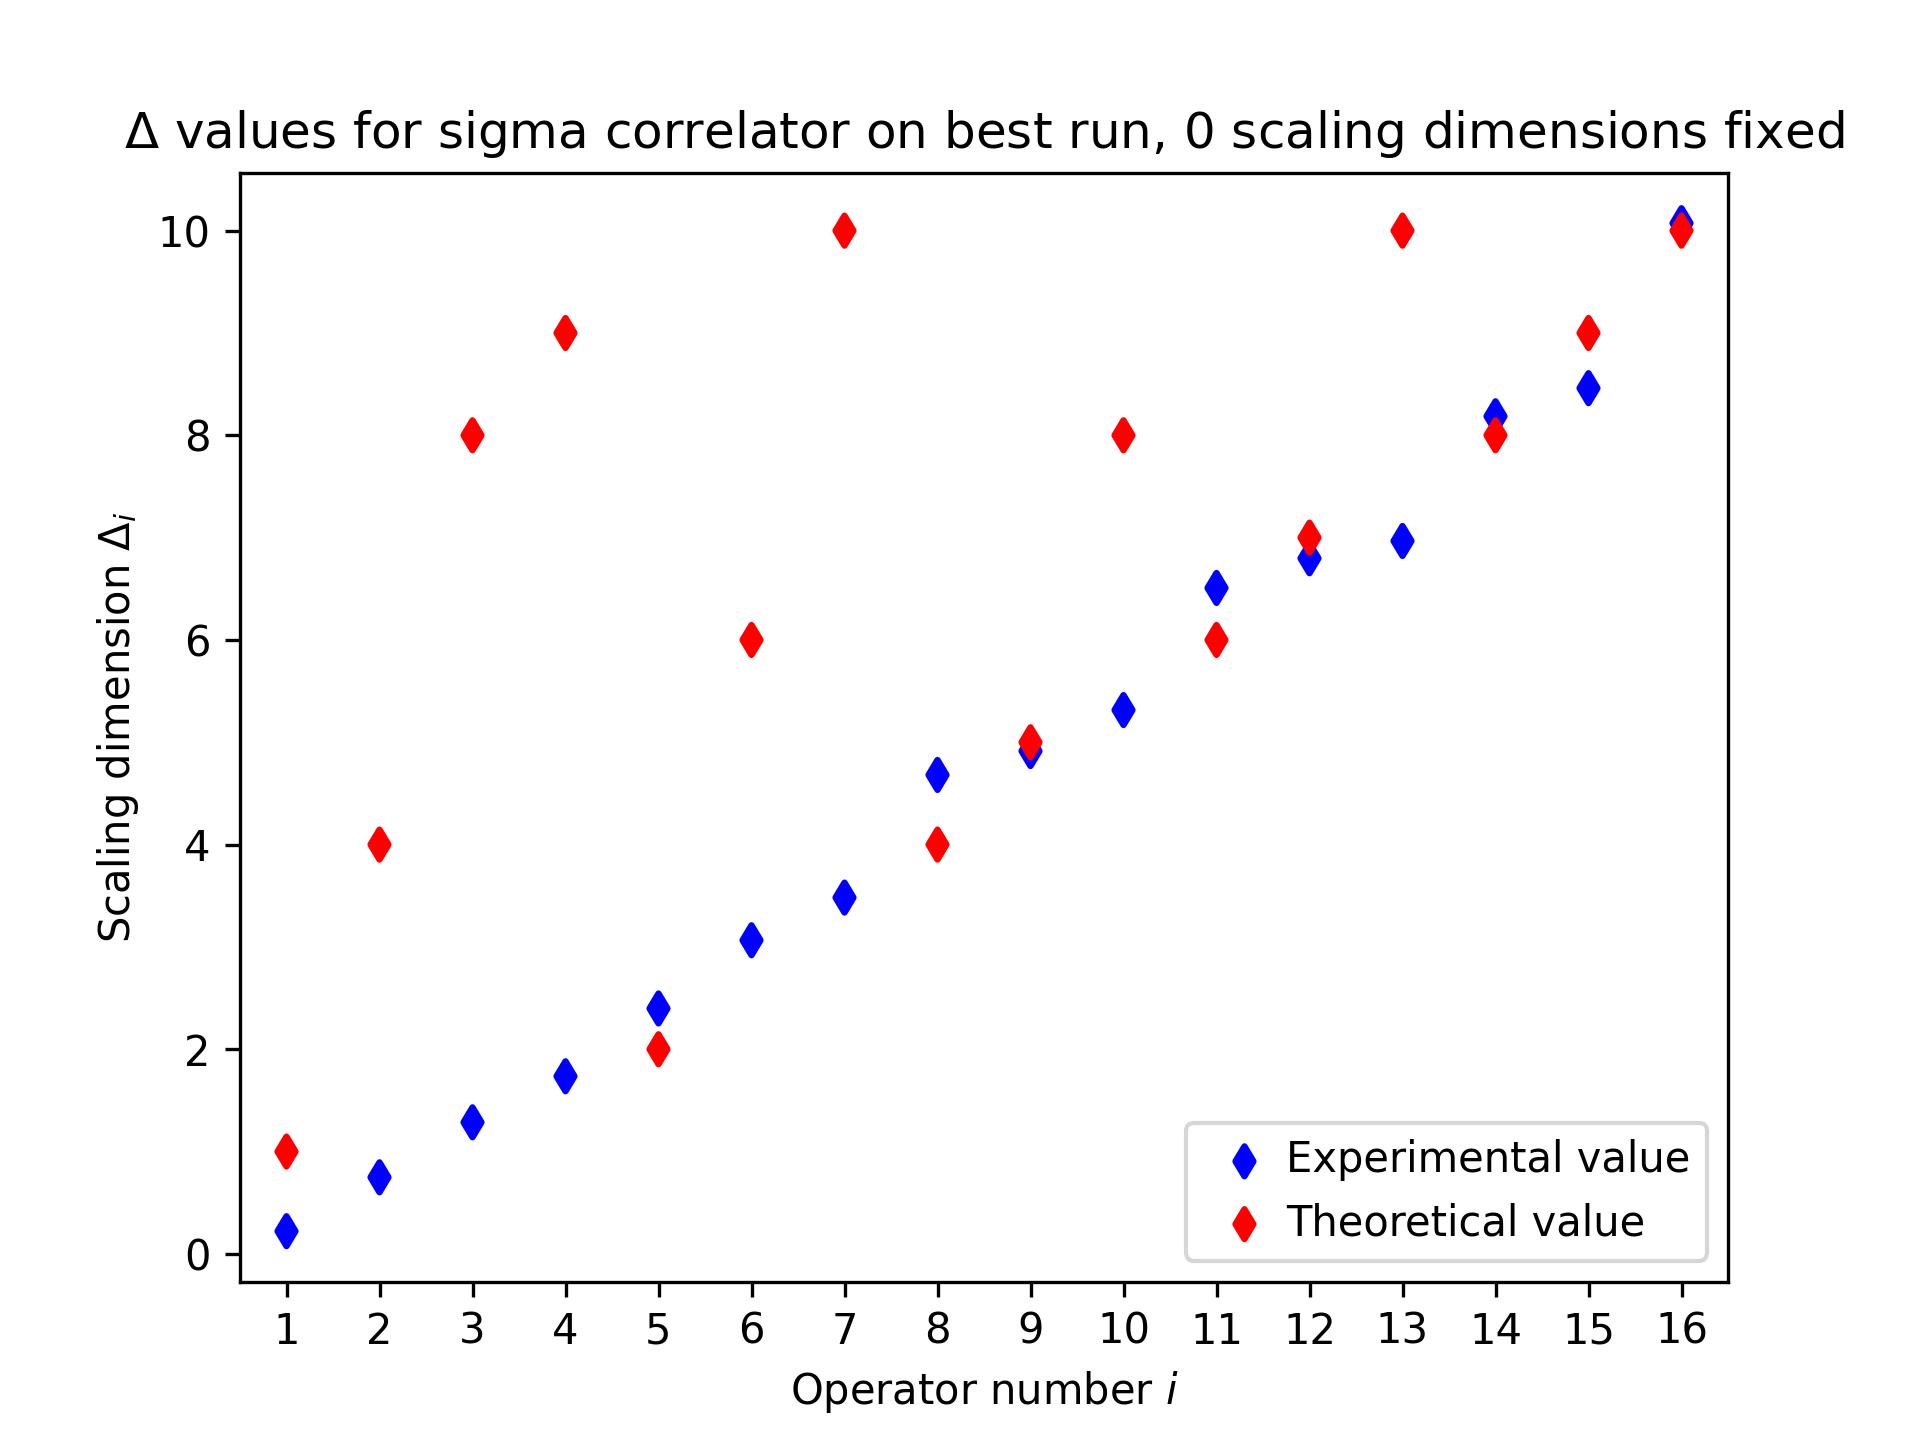 Δ values for sigma correlator on best run, 0 scaling dimensions fixed
10
8
6
4
2
0
Scaling dimension Δi
Experimental value
Theoretical value
1 2 3 4 5 6 7 8 9 10 11 12 13 14 15 16
Operator number i